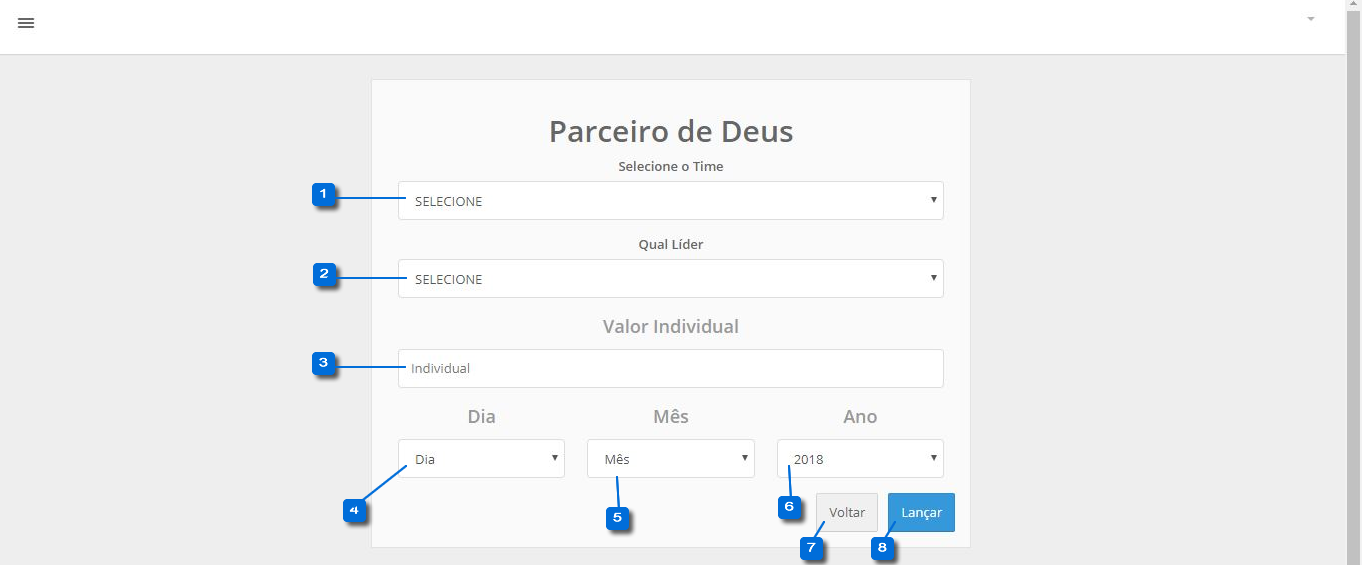 Parceiro de Deus
Selecione o Time
1
SELECIONE
Qual Líder
2
SELECIONE
Valor Individual
3
Individual
Dia Mês Ano
Dia Mês 2018
4 5 6
Voltar Lançar
7 8